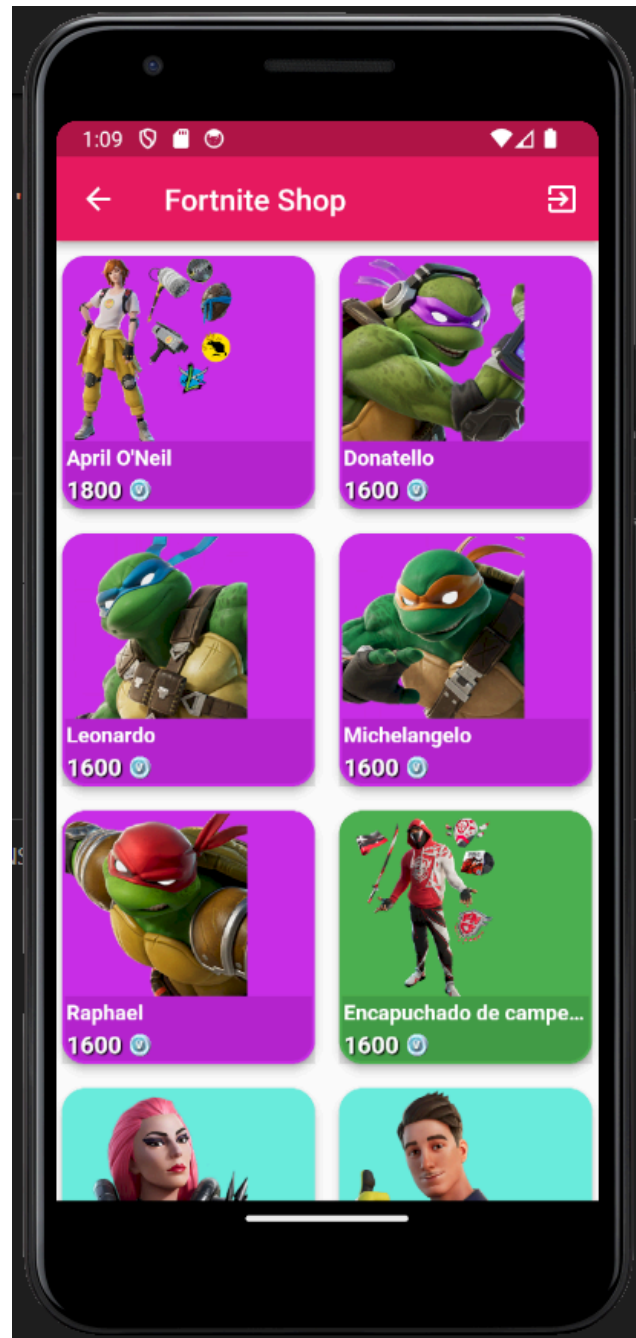 1:09
Fortnite Shop
April O'Neil
1800
Donatello
1600
Leonardo
1600
Michelangelo
1600
Raphael
1600
Encapuchado de campe...
1600